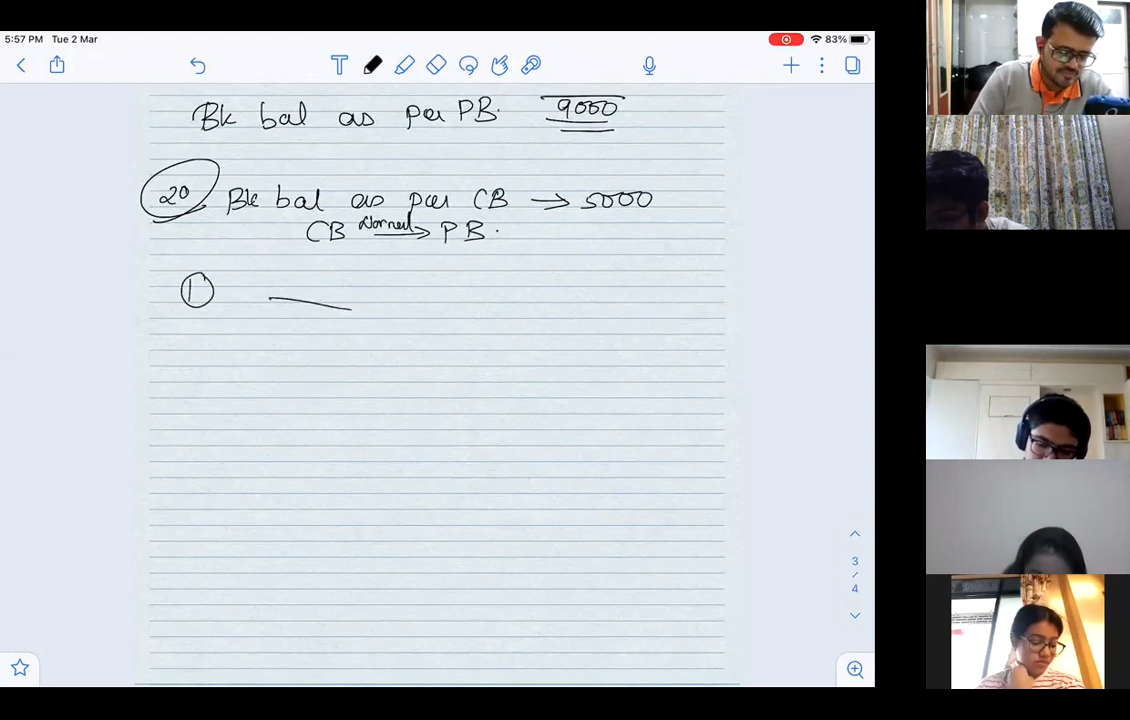 5:57 PM Tue 2 Mar
83%
Bk bal as per PB. 9000
20 Bk bal as per CB → 5000
CB Normal → PB.
1
3
/
4